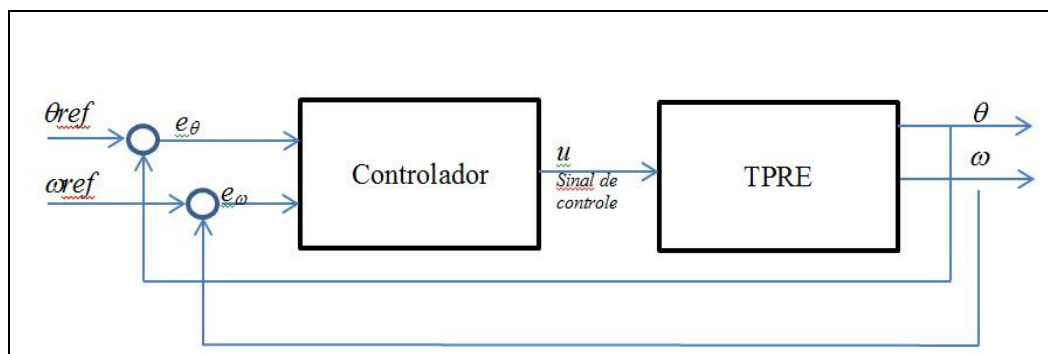 θref
eθ
ωref
eω
Controlador
u
Sinal de
controle
TPRE
θ
ω